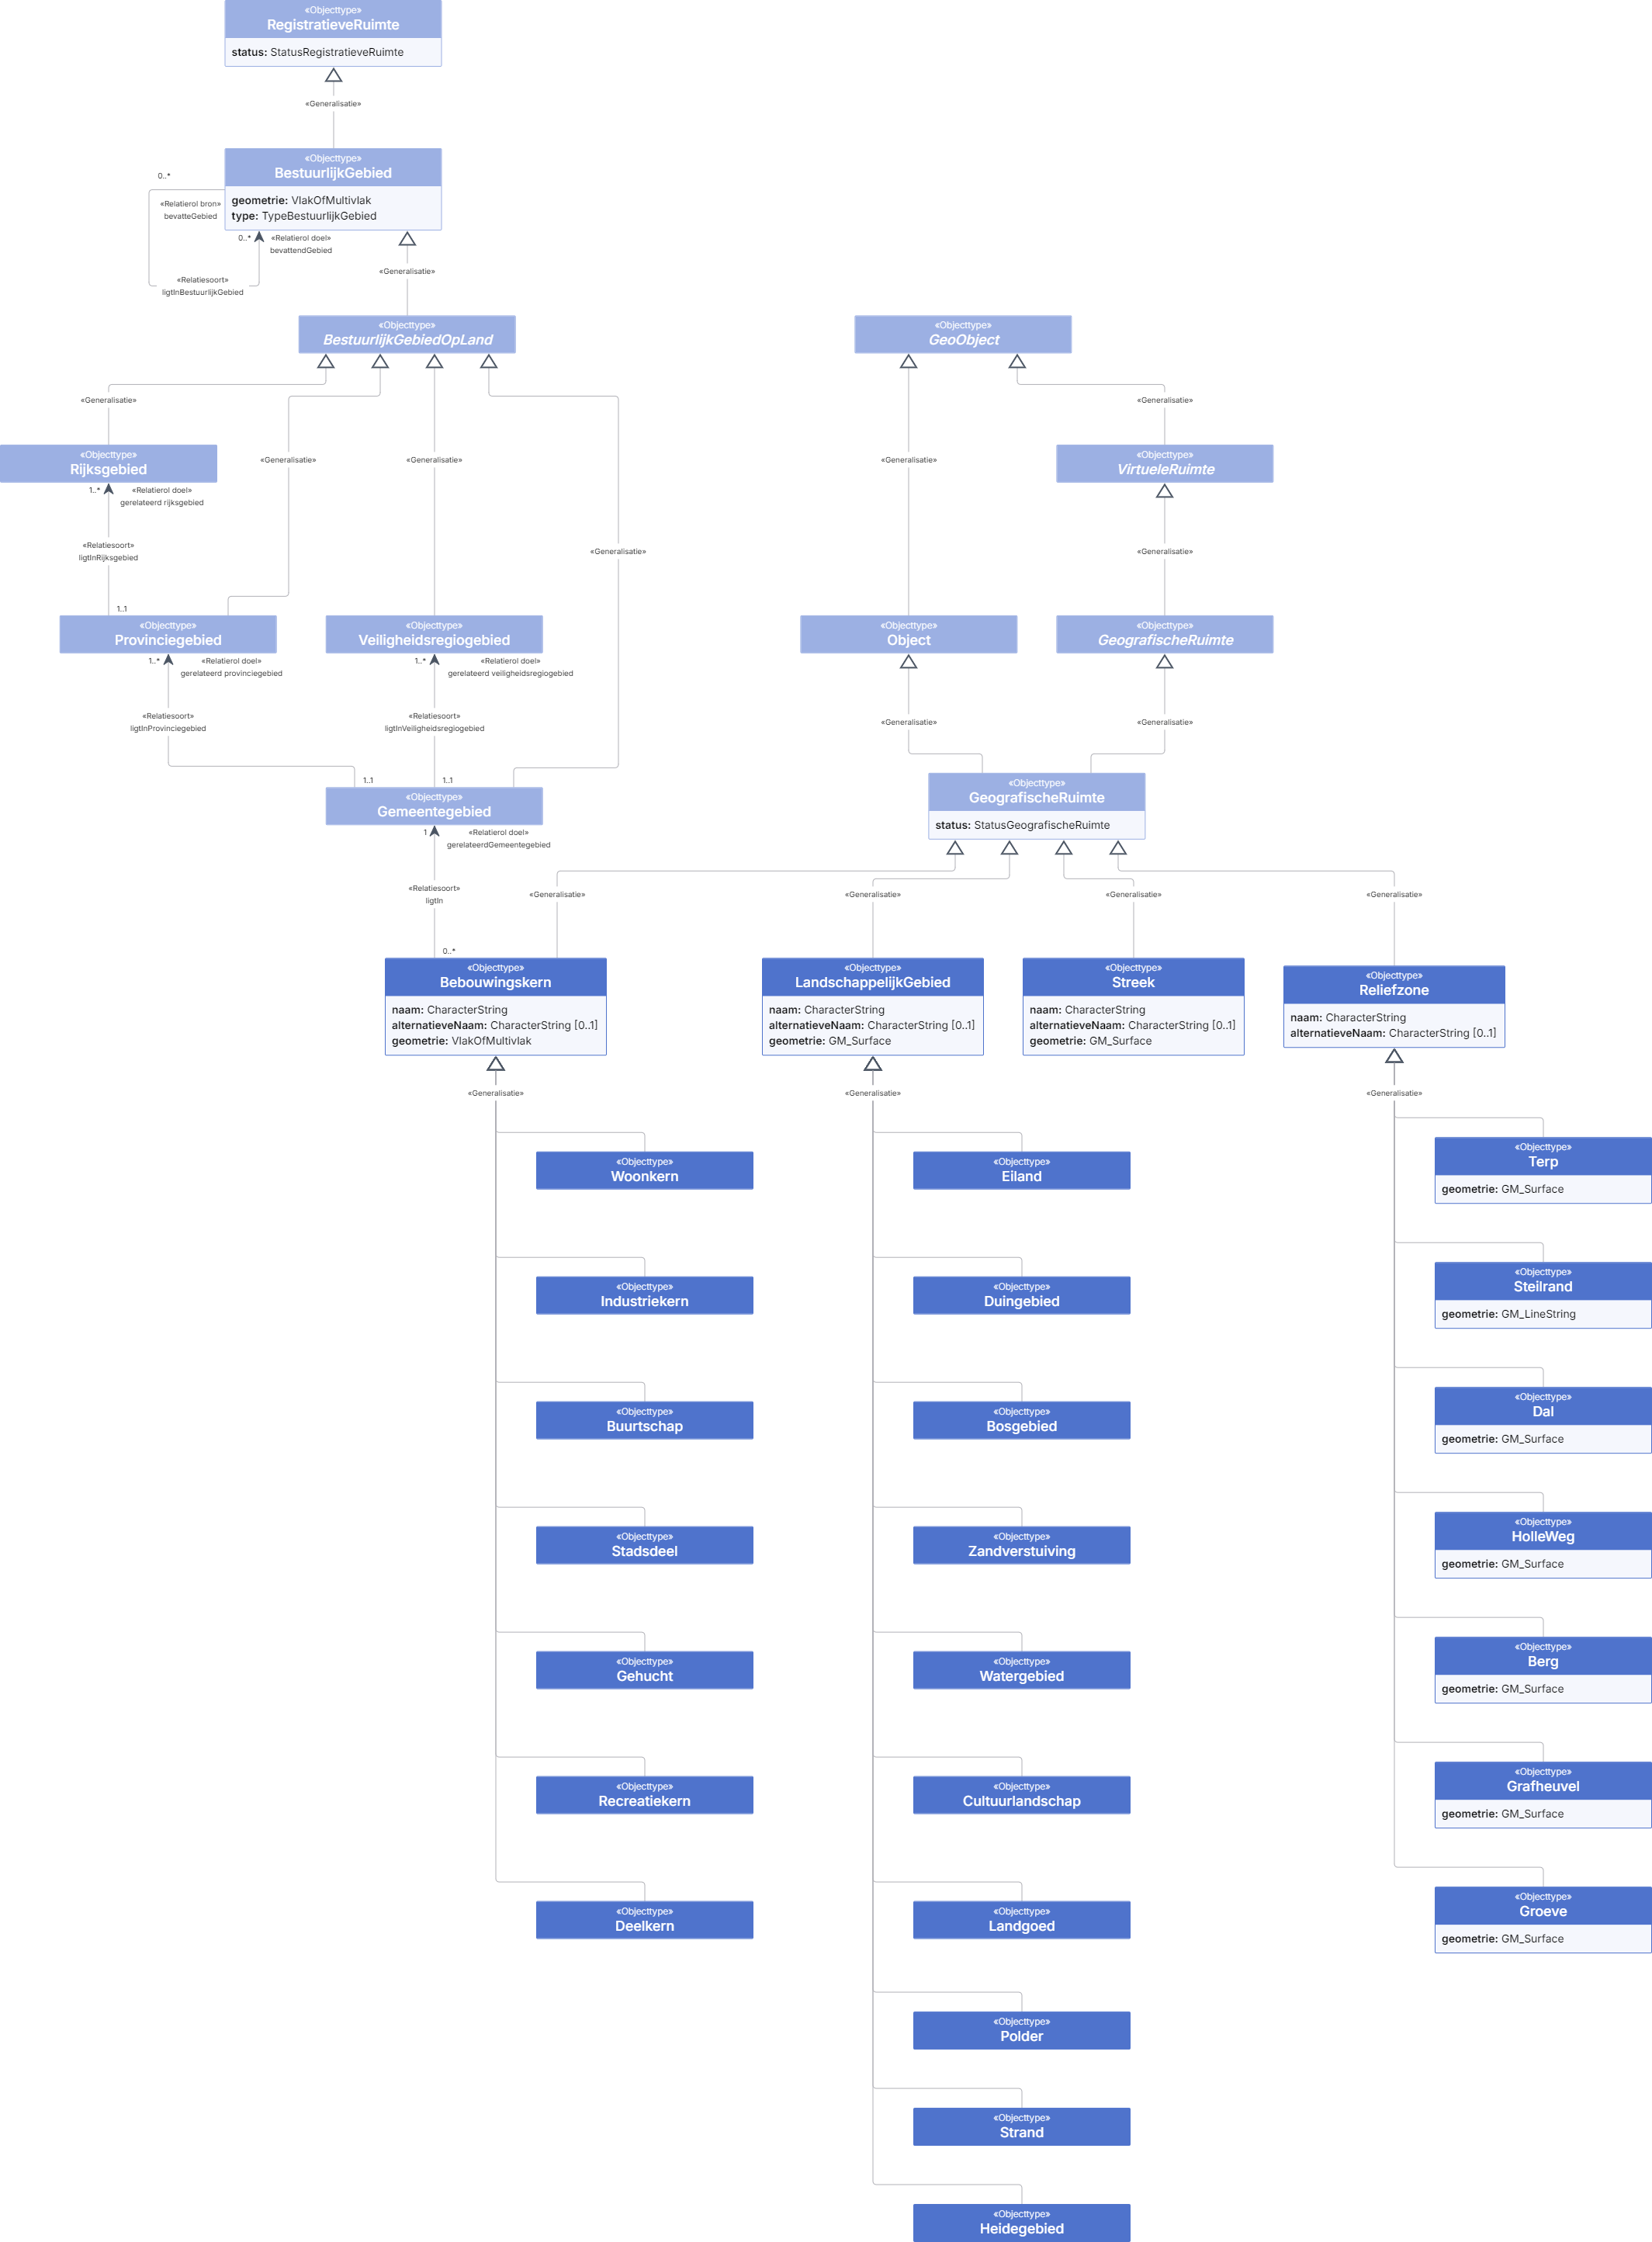 «Objecttype»
RegistratieveRuimte
status: StatusRegistratieveRuimte
«Generalisatie»
«Objecttype»
BestuurlijkGebied
geometrie: VlakOfMultivlak
type: TypeBestuurlijkGebied
0..*
«Relatierol bron»
bevatteGebied
0..*
«Relatierol doel»
bevattendGebied
«Relatiesoort»
ligtInBestuurlijkGebied
«Generalisatie»
«Objecttype»
BestuurlijkGebiedOpLand
«Objecttype»
GeoObject
«Generalisatie»
«Generalisatie»
«Generalisatie»
«Generalisatie»
«Generalisatie»
«Generalisatie»
«Objecttype»
Rijksgebied
«Objecttype»
VirtueleRuimte
1..*
«Relatierol doel»
gerelateerd rijksgebied
«Relatiesoort»
ligtInRijksgebied
1..1
«Generalisatie»
«Generalisatie»
«Objecttype»
Provinciegebied
«Objecttype»
Veiligheidsregiogebied
«Objecttype»
Object
«Objecttype»
GeografischeRuimte
1..*
«Relatierol doel»
gerelateerd provinciegebied
1..*
«Relatierol doel»
gerelateerd veiligheidsregiogebied
«Relatiesoort»
ligtInProvinciegebied
«Relatiesoort»
ligtInVeiligheidsregiogebied
«Generalisatie»
«Generalisatie»
1..1
1..1
«Objecttype»
Gemeentegebied
«Objecttype»
GeografischeRuimte
status: StatusGeografischeRuimte
1
«Relatierol doel»
gerelateerdGemeentegebied
«Relatiesoort»
ligtIn
0..*
«Generalisatie»
«Generalisatie»
«Generalisatie»
«Generalisatie»
«Objecttype»
Bebouwingskern
naam: CharacterString
alternatieveNaam: CharacterString [0..1]
geometrie: VlakOfMultivlak
«Objecttype»
LandschappelijkGebied
naam: CharacterString
alternatieveNaam: CharacterString [0..1]
geometrie: GM_Surface
«Objecttype»
Streek
naam: CharacterString
alternatieveNaam: CharacterString [0..1]
geometrie: GM_Surface
«Objecttype»
Reliefzone
naam: CharacterString
alternatieveNaam: CharacterString [0..1]
«Generalisatie»
«Generalisatie»
«Generalisatie»
«Objecttype»
Woonkern
«Objecttype»
Eiland
«Objecttype»
Terp
geometrie: GM_Surface
«Objecttype»
Industriekern
«Objecttype»
Duingebied
«Objecttype»
Steilrand
geometrie: GM_LineString
«Objecttype»
Buurtschap
«Objecttype»
Bosgebied
«Objecttype»
Dal
geometrie: GM_Surface
«Objecttype»
Stadsdeel
«Objecttype»
Zandverstuiving
«Objecttype»
HolleWeg
geometrie: GM_Surface
«Objecttype»
Gehucht
«Objecttype»
Watergebied
«Objecttype»
Berg
geometrie: GM_Surface
«Objecttype»
Recreatiekern
«Objecttype»
Cultuurlandschap
«Objecttype»
Grafheuvel
geometrie: GM_Surface
«Objecttype»
Deelkern
«Objecttype»
Landgoed
«Objecttype»
Groeve
geometrie: GM_Surface
«Objecttype»
Polder
«Objecttype»
Strand
«Objecttype»
Heidegebied